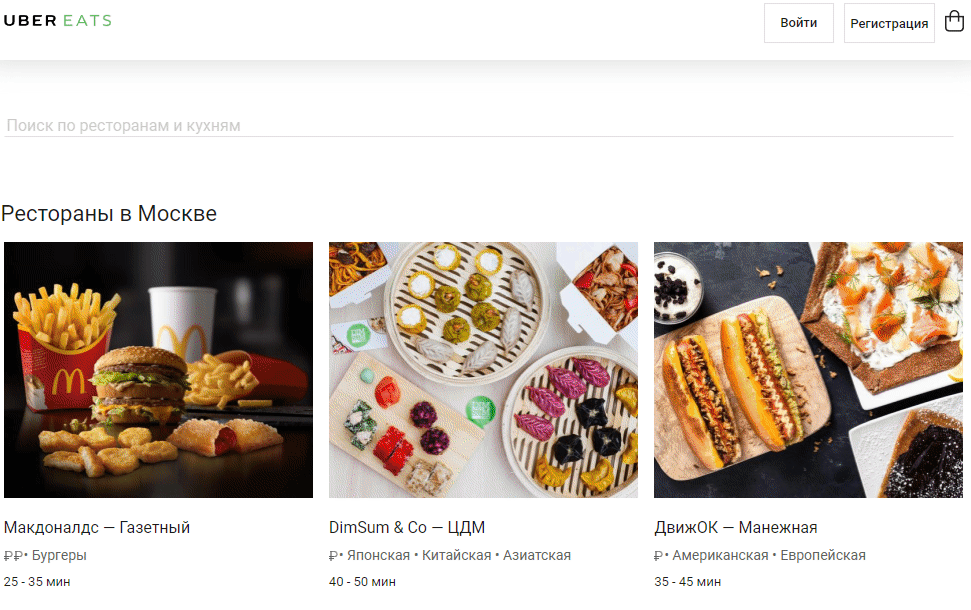 UBER EATS
Войти
Регистрация
Поиск по ресторанам и кухням
Рестораны в Москве
Макдоналдс — Газетный
₽₽• Бургеры
25 - 35 мин
DimSum & Co — ЦДМ
₽• Японская • Китайская • Азиатская
40 - 50 мин
ДвижОК — Манежная
₽• Американская • Европейская
35 - 45 мин